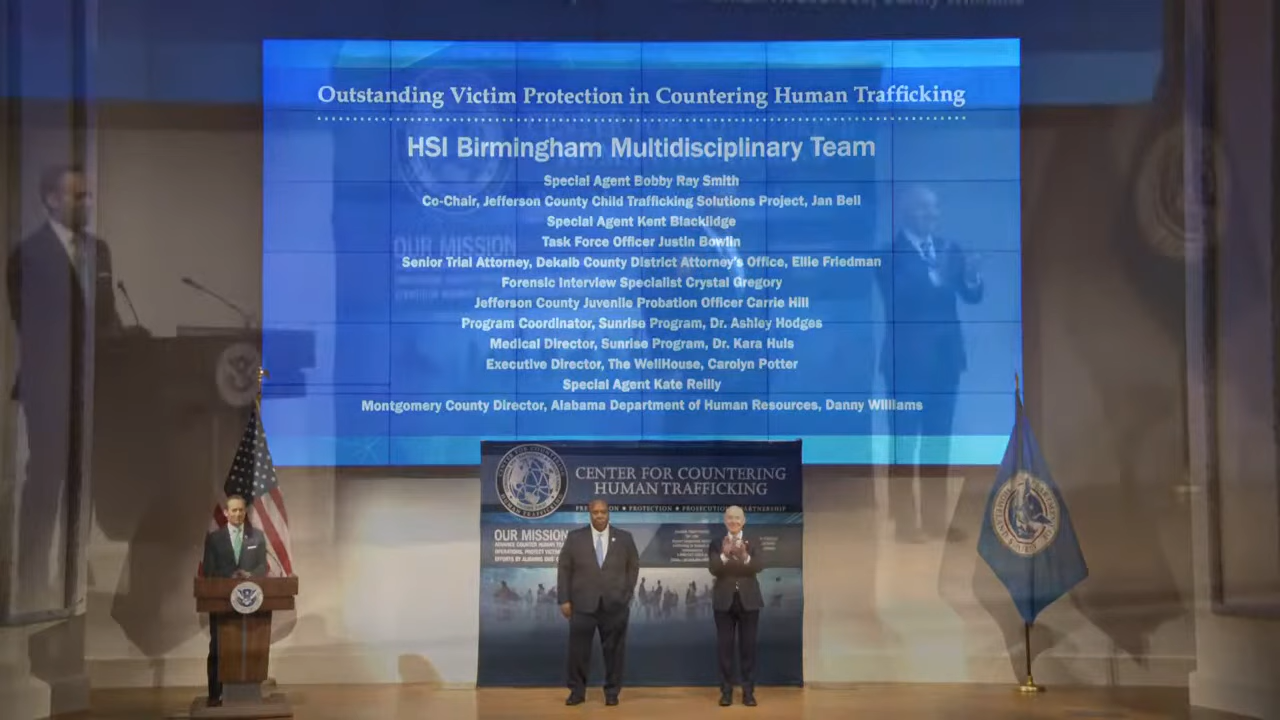 Outstanding Victim Protection in Countering Human Trafficking
HSI Birmingham Multidisciplinary Team
Special Agent Bobby Ray Smith
Co-Chair, Jefferson County Child Trafficking Solutions Project, Jan Bell
Special Agent Kent Blacklidge
Task Force Officer Justin Bowlin
Senior Trial Attorney, Dekalb County District Attorney's Office, Ellie Friedman
Forensic Interview Specialist Crystal Gregory
Jefferson County Juvenile Probation Officer Carrie Hill
Program Coordinator, Sunrise Program, Dr. Ashley Hodges
Medical Director, Sunrise Program, Dr. Kara Huls
Executive Director, The WellHouse, Carolyn Potter
Special Agent Kate Reilly
Montgomery County Director, Alabama Department of Human Resources, Danny Williams
OUR MISSION
CENTER FOR COUNTERING
HUMAN TRAFFICKING
PROTECTION PARTNERSHIP
OUR MISSION